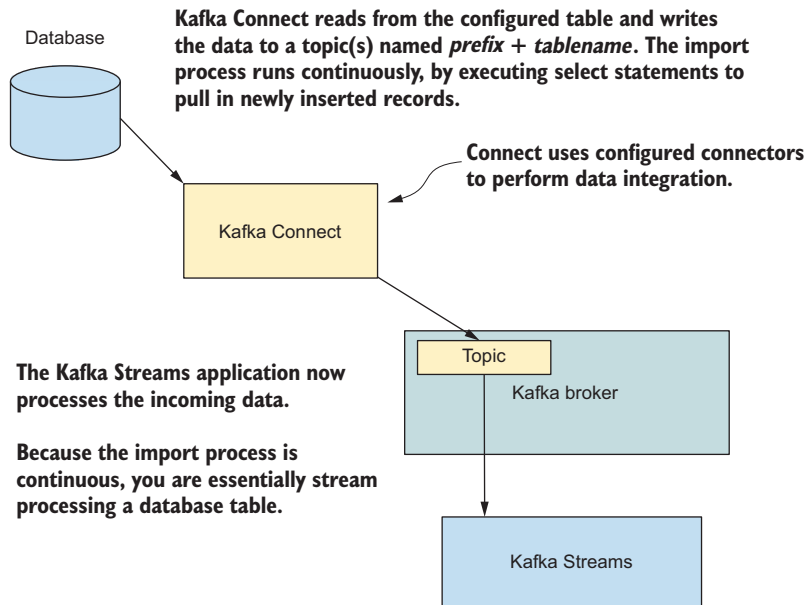 Database
Kafka Connect reads from the configured table and writes
the data to a topic(s) named prefix + tablename. The import
process runs continuously, by executing select statements to
pull in newly inserted records.
Connect uses configured connectors
to perform data integration.
Kafka Connect
Topic
Kafka broker
The Kafka Streams application now
processes the incoming data.
Because the import process is
continuous, you are essentially stream
processing a database table.
Kafka Streams